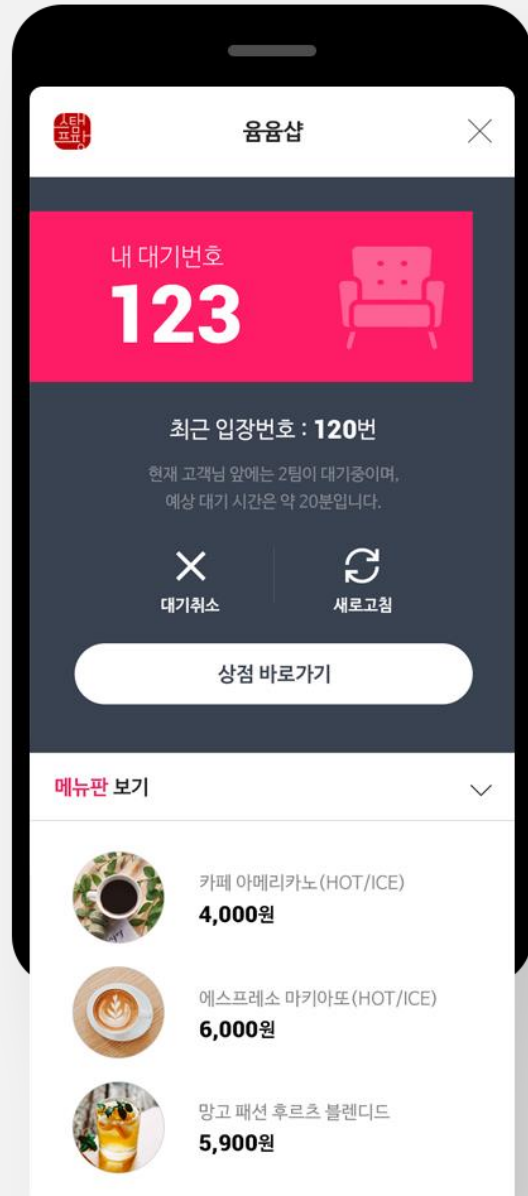 스탬
프팡
윰윰샵
내 대기번호
123
최근 입장번호 : 120번
현재 고객님 앞에는 2팀이 대기중이며,
예상 대기 시간은 약 20분입니다.
대기취소
새로고침
상점 바로가기
메뉴판 보기
카페 아메리카노(HOT/ICE)
4,000원
에스프레소 마키아또(HOT/ICE)
6,000원
망고 패션 후르츠 블렌디드
5,900원